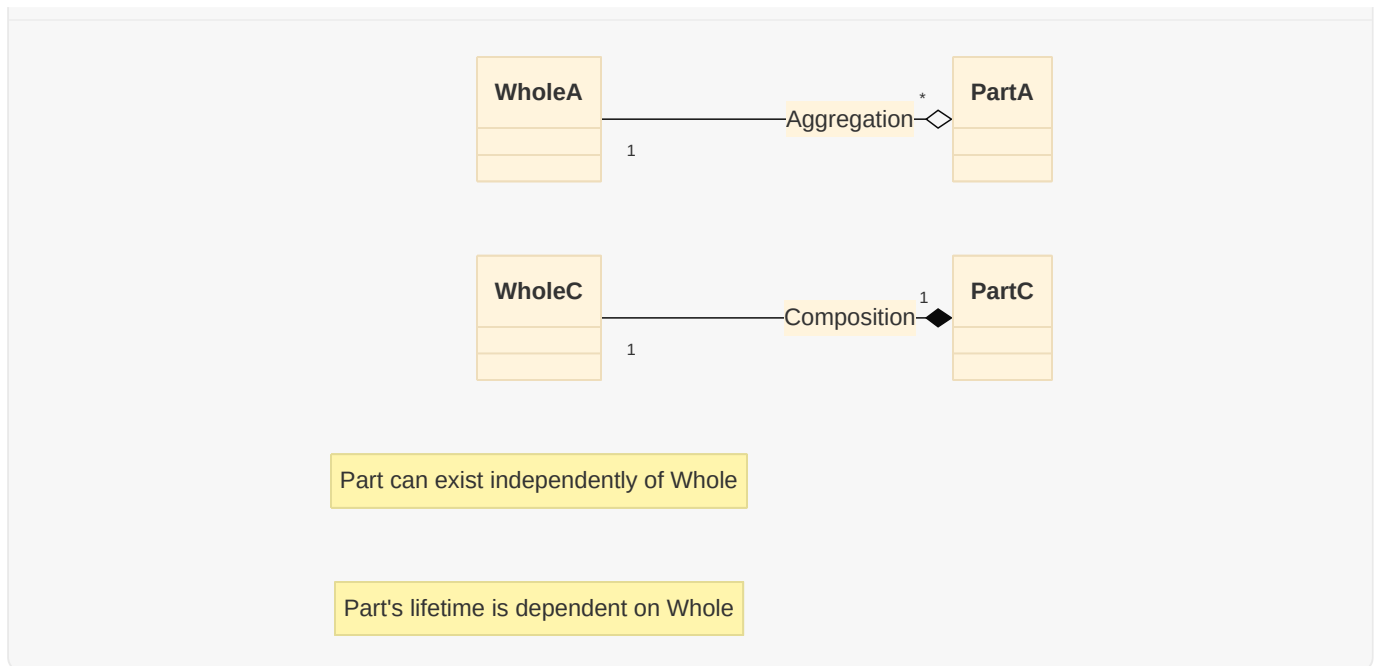 WholeA
1
Aggregation
*
PartA
WholeC
1
Composition
1
PartC
Part can exist independently of Whole
Part's lifetime is dependent on Whole